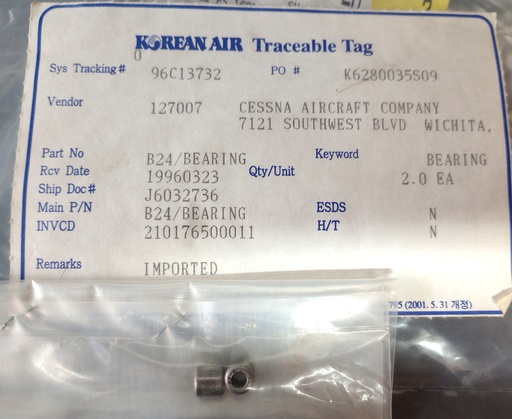 KOREAN AIR Traceable Tag
0
Sys Tracking# 96C13732 PO # K6280035S09
Vendor 127007 CESSNA AIRCRAFT COMPANY
7121 SOUTHWEST BLVD WICHITA,
Part No B24/BEARING Keyword BEARING
Rcv Date 19960323 Qty/Unit 2.0 EA
Ship Doc# J6032736
Main P/N B24/BEARING ESDS N
INVCD 210176500011 H/T N
Remarks IMPORTED
795 (2001. 5. 31 개정)